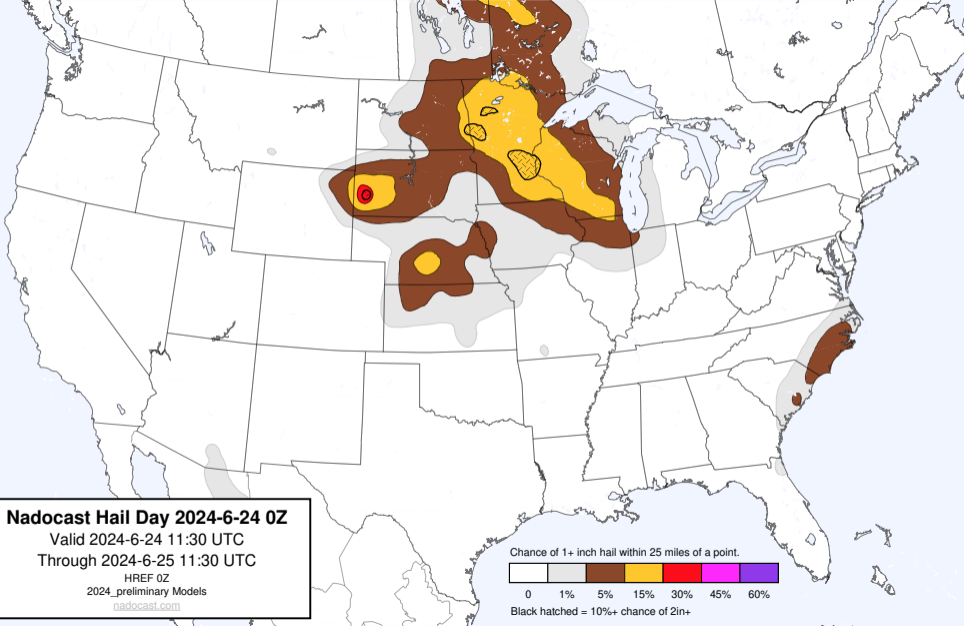 Nadocast Hail Day 2024-6-24 0Z
Valid 2024-6-24 11:30 UTC
Through 2024-6-25 11:30 UTC
HREF 0Z
2024_preliminary Models
nadocast.com
Chance of 1+ inch hail within 25 miles of a point.
0 1% 5% 15% 30% 45% 60%
Black hatched = 10%+ chance of 2in+